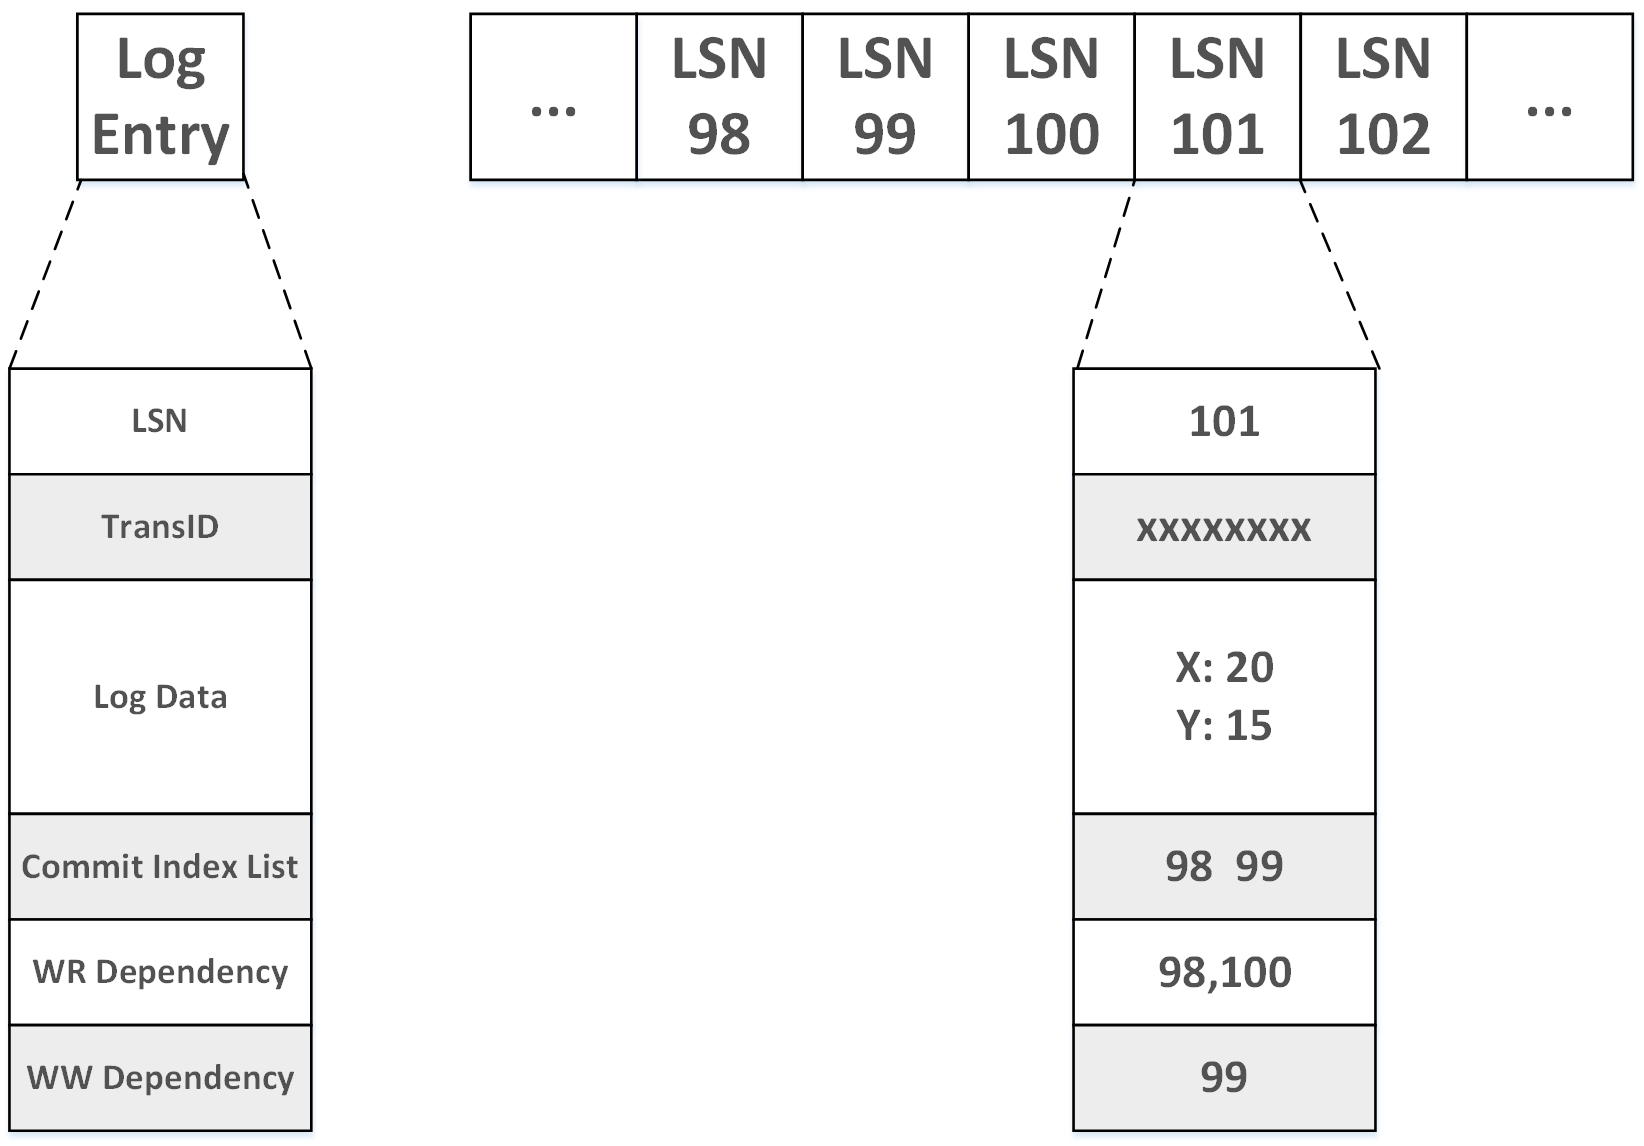 Log
Entry
...
LSN
98
LSN
99
LSN
100
LSN
101
LSN
102
...
LSN
TransID
Log Data
Commit Index List
WR Dependency
WW Dependency
101
xxxxxxxx
X: 20
Y: 15
98 99
98,100
99